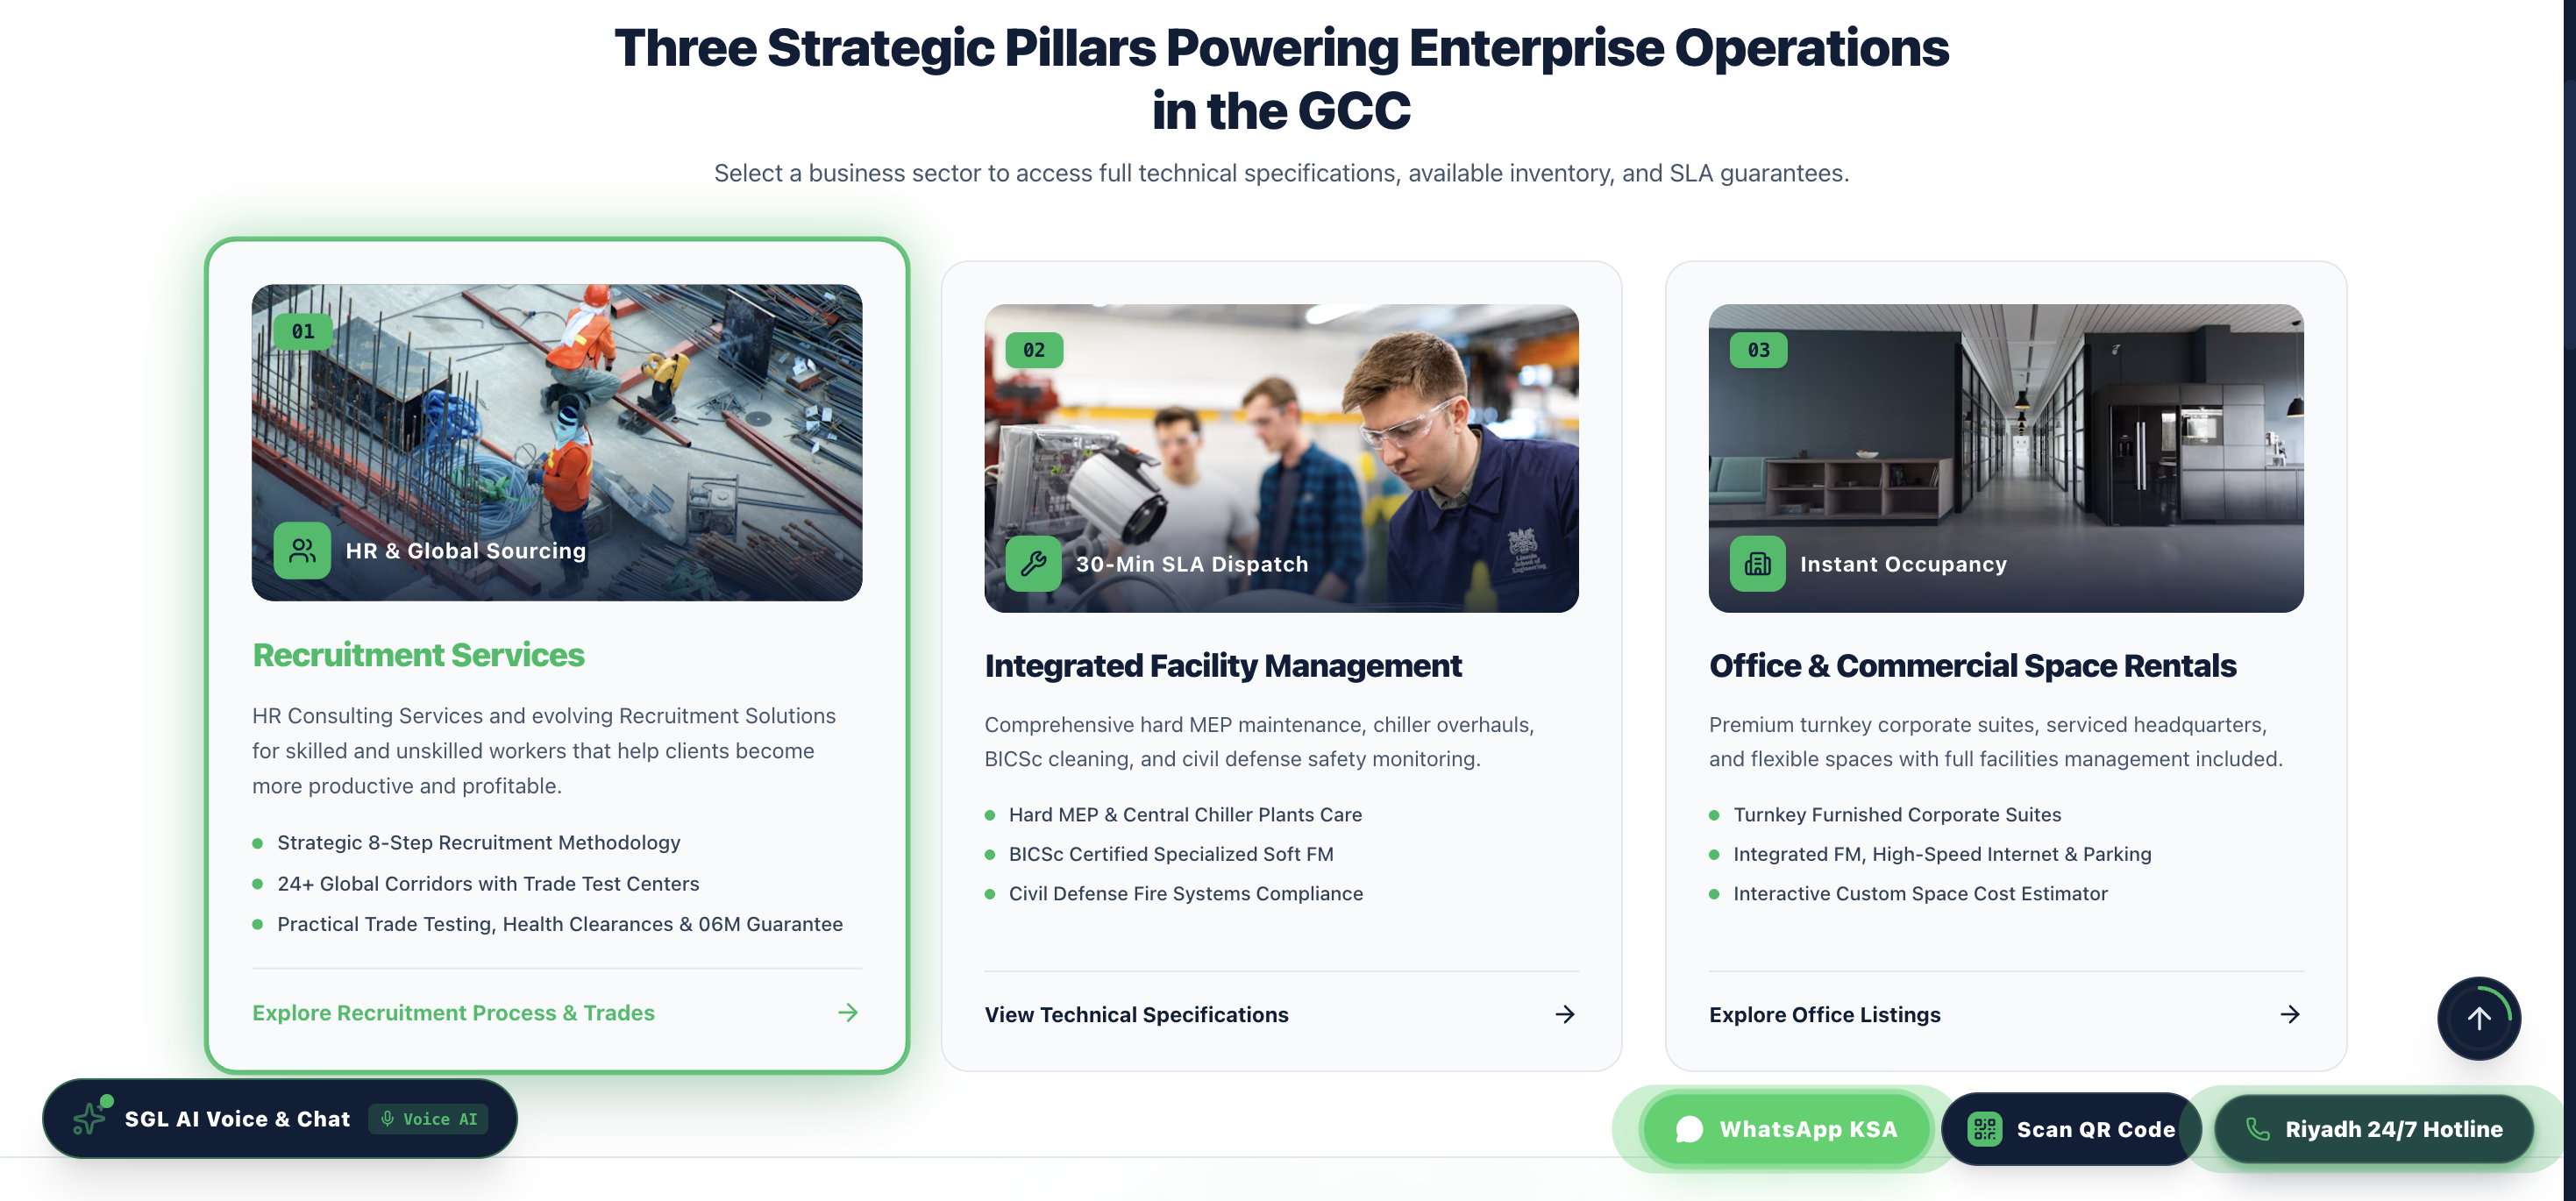 Three Strategic Pillars Powering Enterprise Operations
in the GCC
Select a business sector to access full technical specifications, available inventory, and SLA guarantees.
01
HR & Global Sourcing
Recruitment Services
HR Consulting Services and evolving Recruitment Solutions
for skilled and unskilled workers that help clients become
more productive and profitable.
Strategic 8-Step Recruitment Methodology
24+ Global Corridors with Trade Test Centers
Practical Trade Testing, Health Clearances & 06M Guarantee
Explore Recruitment Process & Trades
02
30-Min SLA Dispatch
Lincoln
School of
Engineering
Integrated Facility Management
Comprehensive hard MEP maintenance, chiller overhauls,
BICSc cleaning, and civil defense safety monitoring.
Hard MEP & Central Chiller Plants Care
BICSc Certified Specialized Soft FM
Civil Defense Fire Systems Compliance
View Technical Specifications
03
Instant Occupancy
Office & Commercial Space Rentals
Premium turnkey corporate suites, serviced headquarters,
and flexible spaces with full facilities management included.
Turnkey Furnished Corporate Suites
Integrated FM, High-Speed Internet & Parking
Interactive Custom Space Cost Estimator
Explore Office Listings
SGL AI Voice & Chat
Voice AI
WhatsApp KSA
Scan QR Code
Riyadh 24/7 Hotline